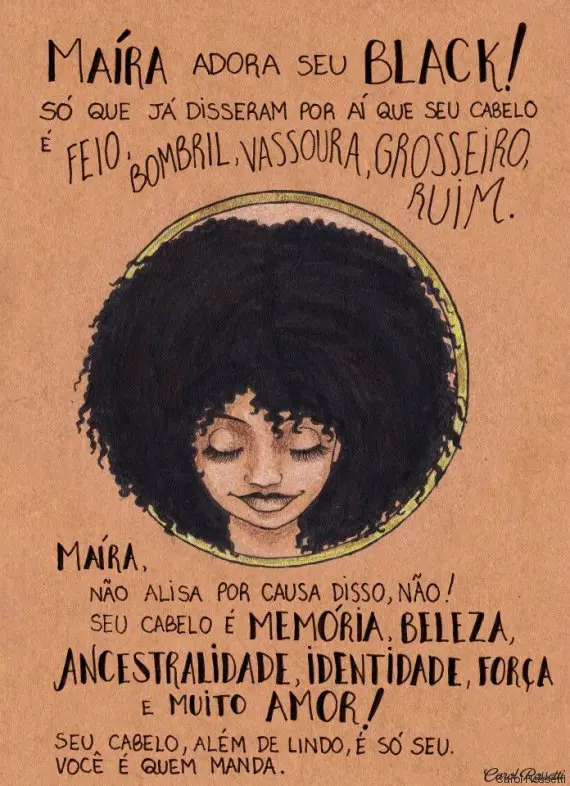 MAÍRA ADORA SEU BLACK!
SÓ QUE JÁ DISSERAM POR AÍ QUE SEU CABELO
É FEIO, BOMBRIL, VASSOURA, GROSSEIRO,
RUIM.
MAÍRA,
NÃO ALISA POR CAUSA DISSO, NÃO!
SEU CABELO É MEMÓRIA, BELEZA,
ANCESTRALIDADE, IDENTIDADE, FORÇA
E MUITO AMOR!
SEU CABELO, ALÉM DE LINDO, É SÓ SEU.
VOCÊ É QUEM MANDA.
Carol Rossetti
Carol Rossetti